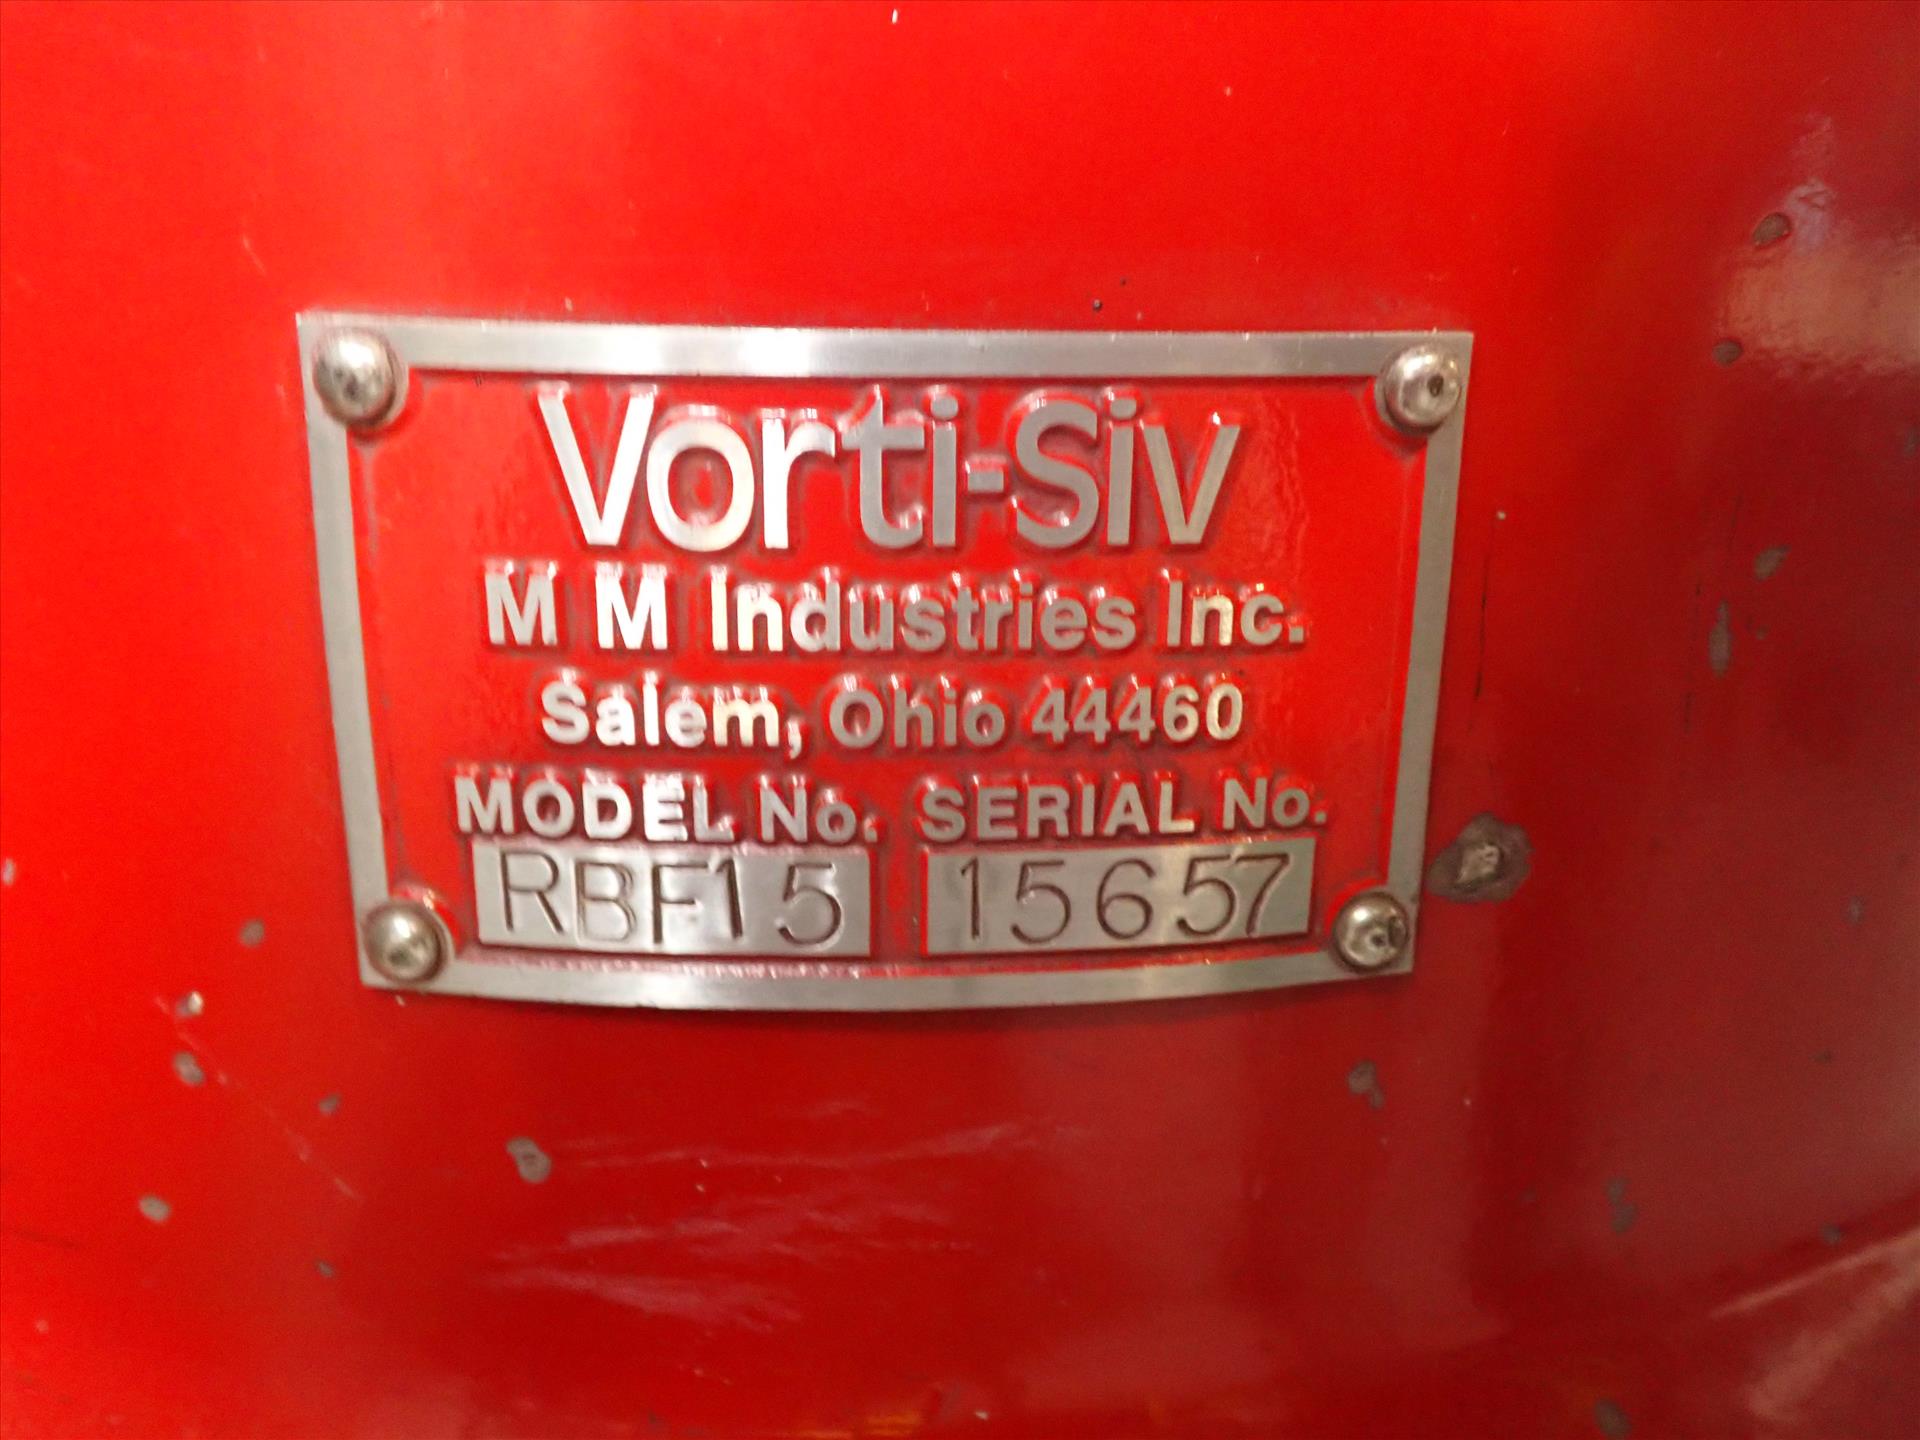 Vorti-Siv
M M Industries Inc.
Salem, Ohio 44460
MODEL No. SERIAL No.
RBF15 15657